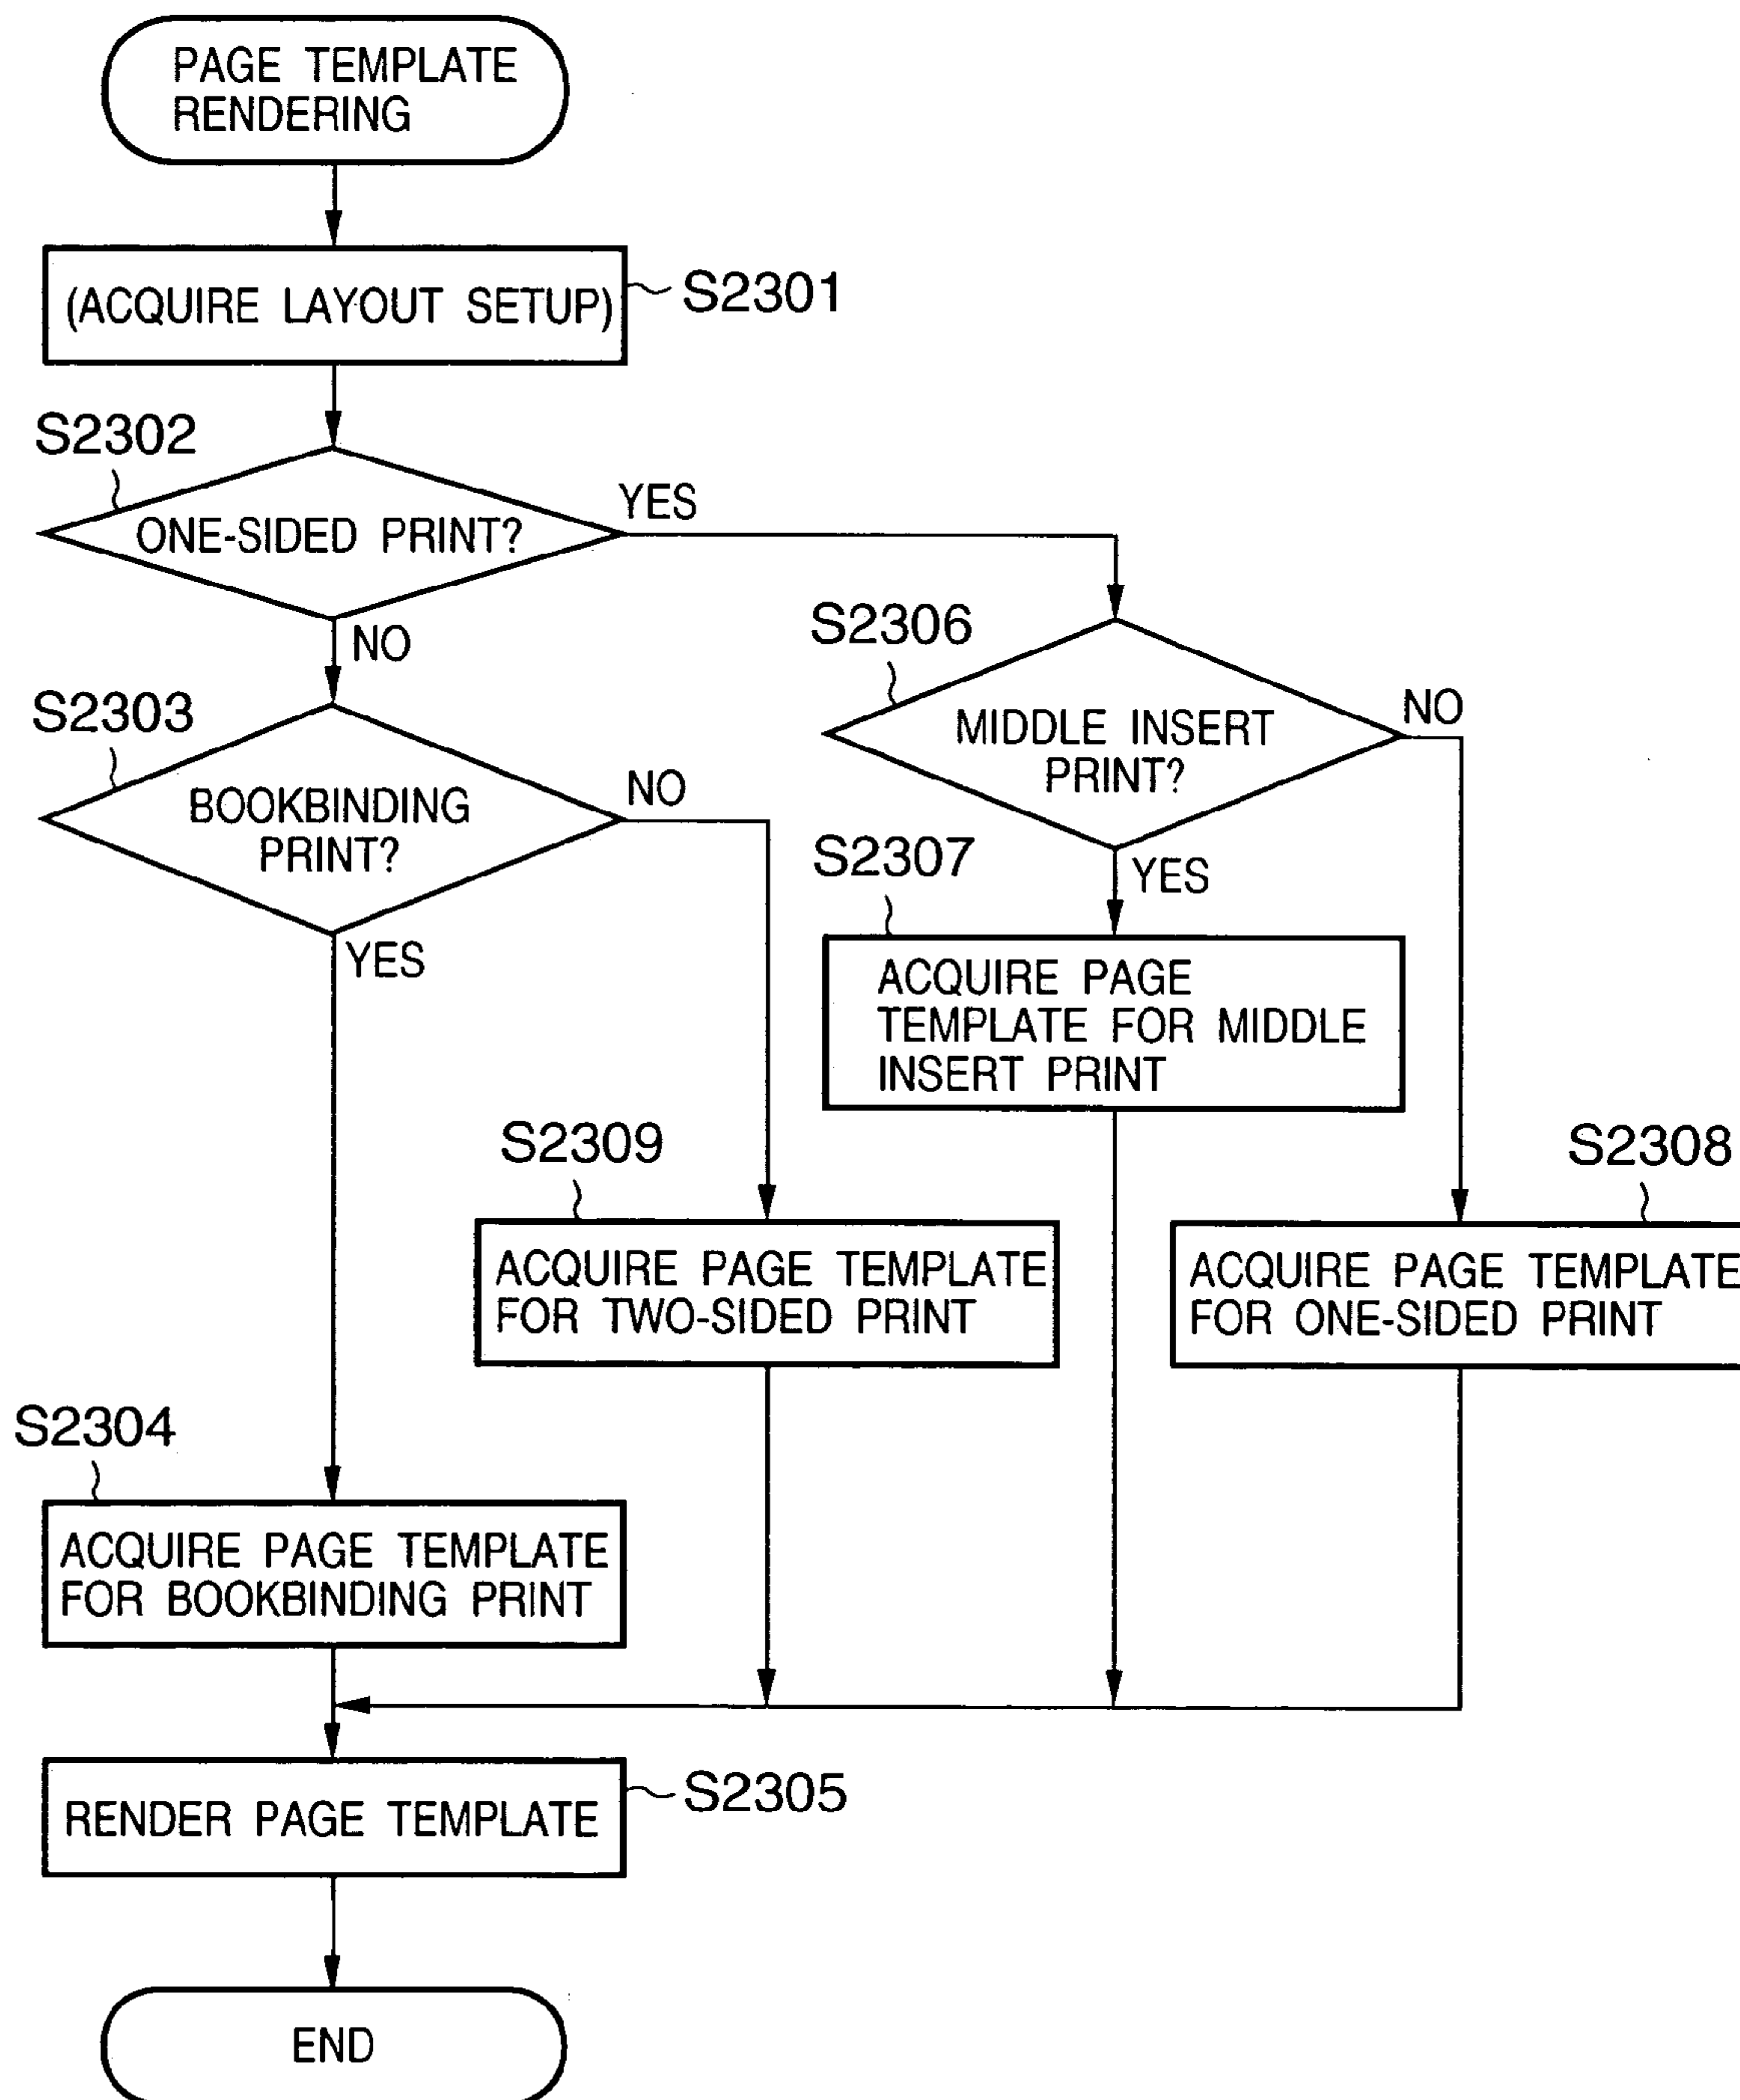 PAGE TEMPLATE
RENDERING
(ACQUIRE LAYOUT SETUP)
S2301
S2302
ONE-SIDED PRINT?
YES
NO
S2306
MIDDLE INSERT
PRINT?
NO
YES
S2303
BOOKBINDING
PRINT?
NO
YES
S2307
ACQUIRE PAGE
TEMPLATE FOR MIDDLE
INSERT PRINT
S2309
ACQUIRE PAGE TEMPLATE
FOR TWO-SIDED PRINT
S2308
ACQUIRE PAGE TEMPLATE
FOR ONE-SIDED PRINT
S2304
ACQUIRE PAGE TEMPLATE
FOR BOOKBINDING PRINT
RENDER PAGE TEMPLATE
S2305
END